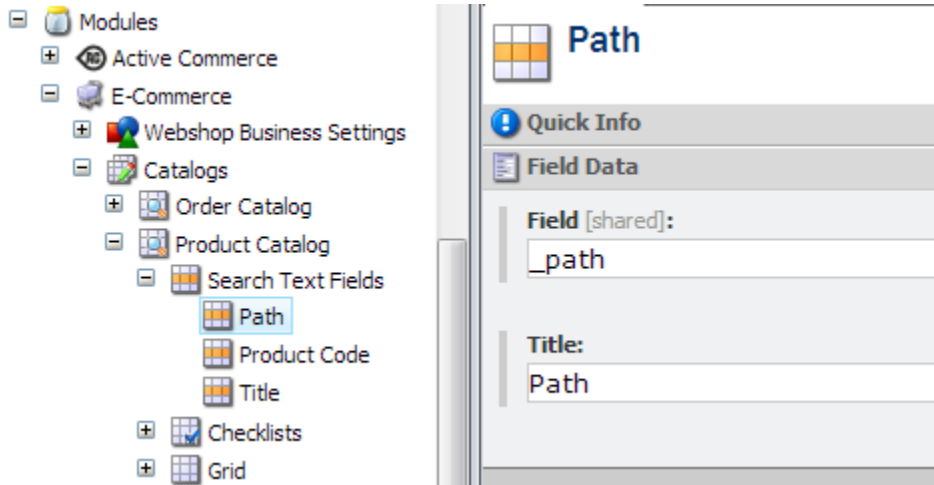 Modules
Active Commerce
E-Commerce
Webshop Business Settings
Catalogs
Order Catalog
Product Catalog
Search Text Fields
Path
Product Code
Title
Checklists
Grid
Path
Quick Info
Field Data
Field [shared]:
_path
Title:
Path